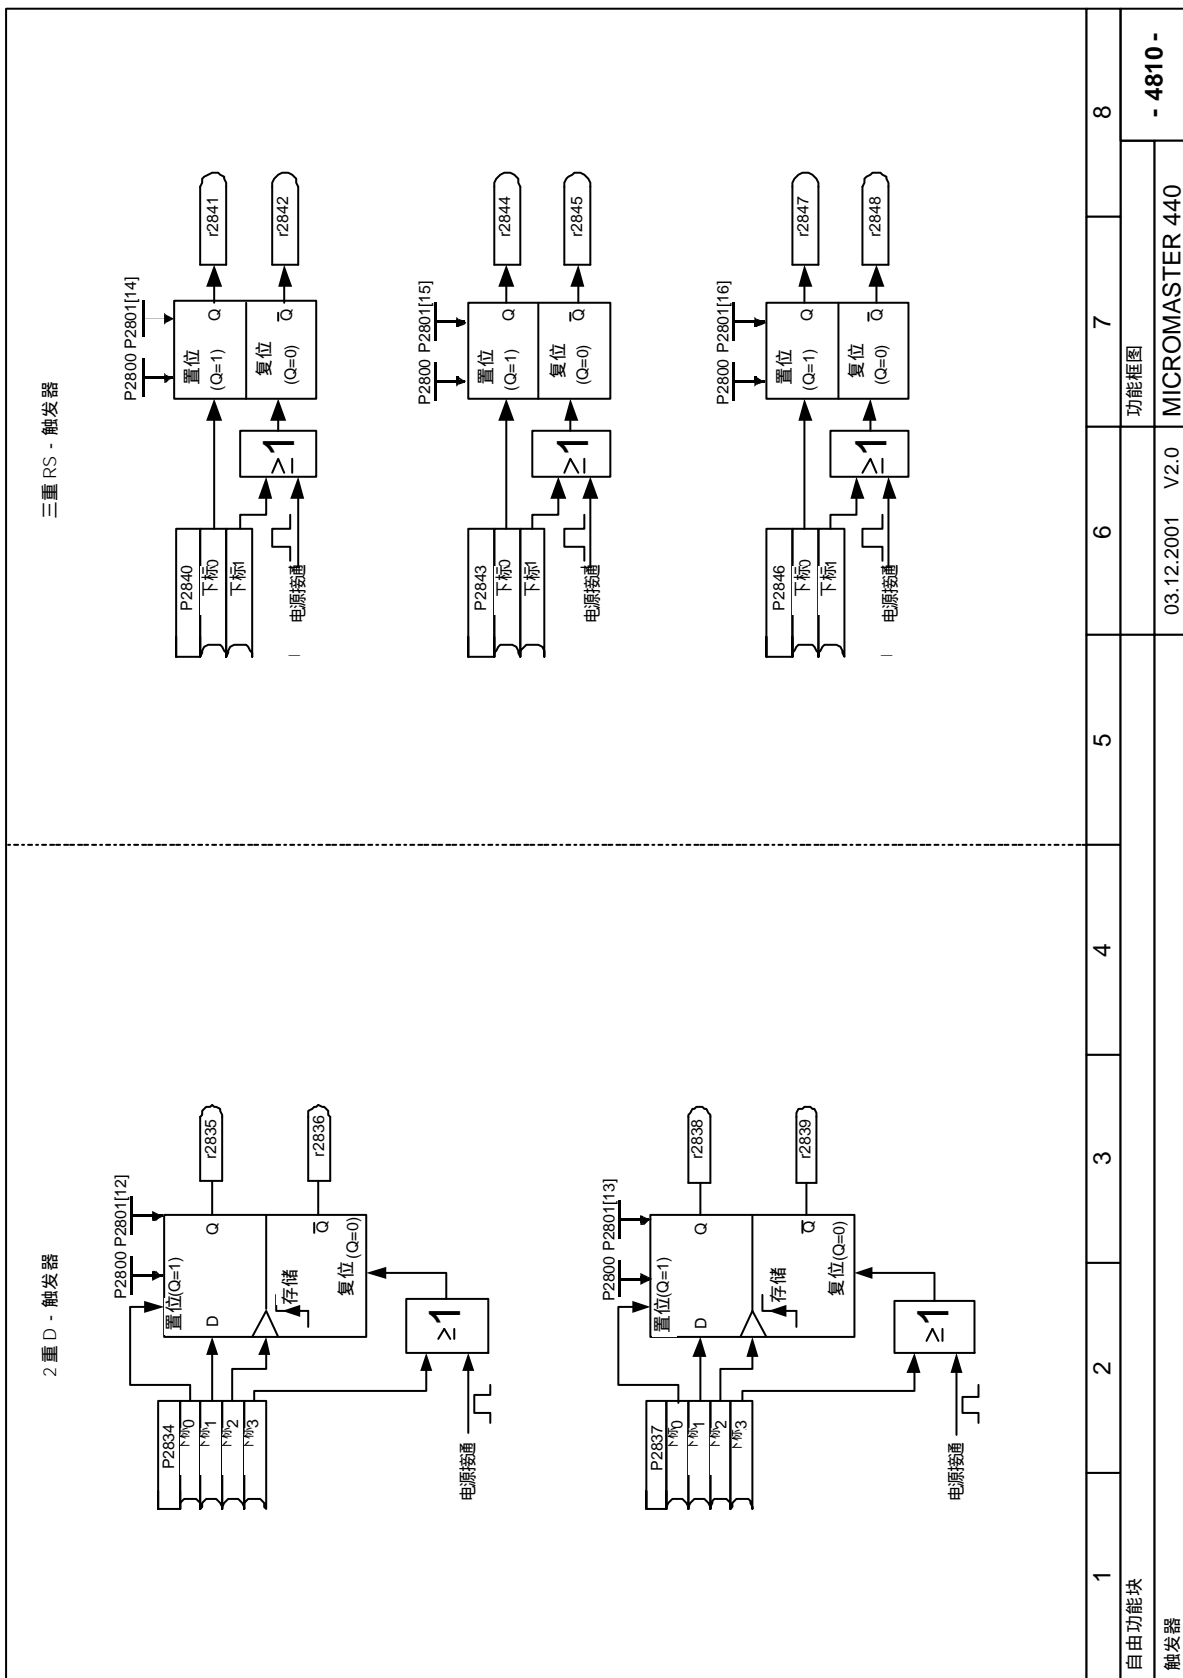 2 重 D - 触发器
P2800 P2801[12]
P2834
下标0
下标1
下标2
下标3
置位(Q=1)
D
Q
存储
Q
复位(Q=0)
≥1
电源接通
r2835
r2836
P2800 P2801[13]
P2837
下标0
下标1
下标2
下标3
置位(Q=1)
D
Q
存储
Q
复位(Q=0)
≥1
电源接通
r2838
r2839
三重 RS - 触发器
P2800 P2801[14]
P2840
下标0
下标1
置位
(Q=1)
Q
复位
(Q=0)
Q
≥1
电源接通
r2841
r2842
P2800 P2801[15]
P2843
下标0
下标1
置位
(Q=1)
Q
复位
(Q=0)
Q
≥1
电源接通
r2844
r2845
P2800 P2801[16]
P2846
下标0
下标1
置位
(Q=1)
Q
复位
(Q=0)
Q
≥1
电源接通
r2847
r2848
1 2 3 4 5 6 7 8
自由功能块 功能框图
触发器 03.12.2001 V2.0 MICROMASTER 440
- 4810 -